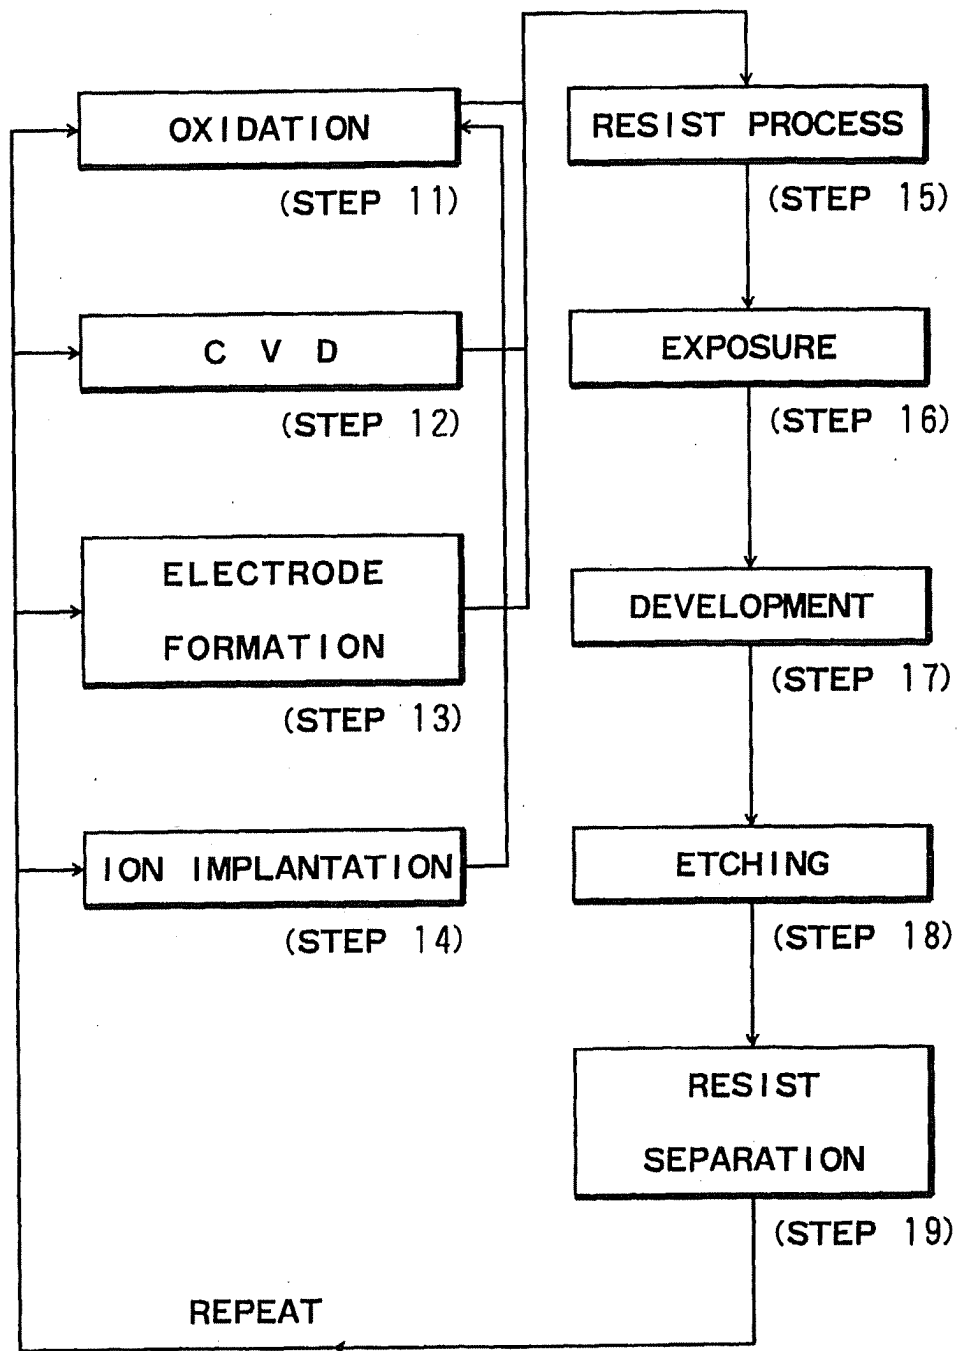 OXIDATION
(STEP 11)
C V D
(STEP 12)
ELECTRODE
FORMATION
(STEP 13)
ION IMPLANTATION
(STEP 14)
RESIST PROCESS
(STEP 15)
EXPOSURE
(STEP 16)
DEVELOPMENT
(STEP 17)
ETCHING
(STEP 18)
RESIST
SEPARATION
(STEP 19)
REPEAT